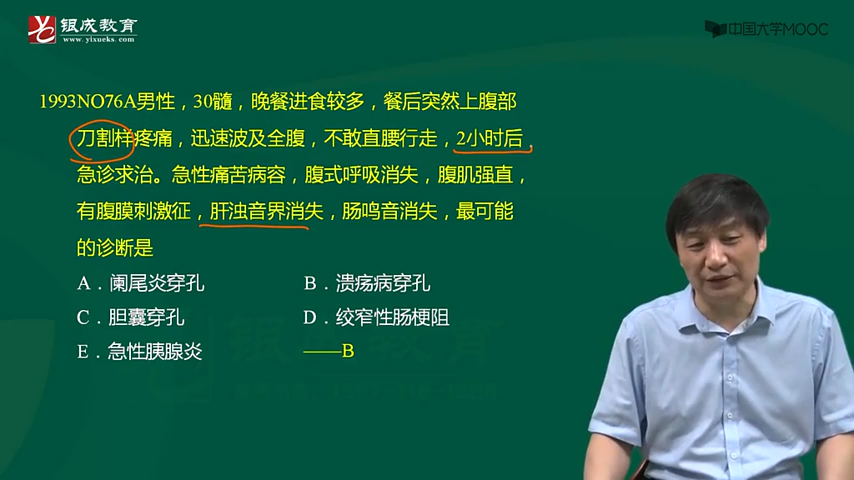 银成教育
www.yixueks.com
中国大学MOOC
1993NO76A男性，30髓，晚餐进食较多，餐后突然上腹部
刀割样疼痛，迅速波及全腹，不敢直腰行走，2小时后，
急诊求治。急性痛苦病容，腹式呼吸消失，腹肌强直，
有腹膜刺激征，肝浊音界消失，肠鸣音消失，最可能
的诊断是
A．阑尾炎穿孔 B．溃疡病穿孔
C．胆囊穿孔 D．绞窄性肠梗阻
E．急性胰腺炎 ——B
银成教育